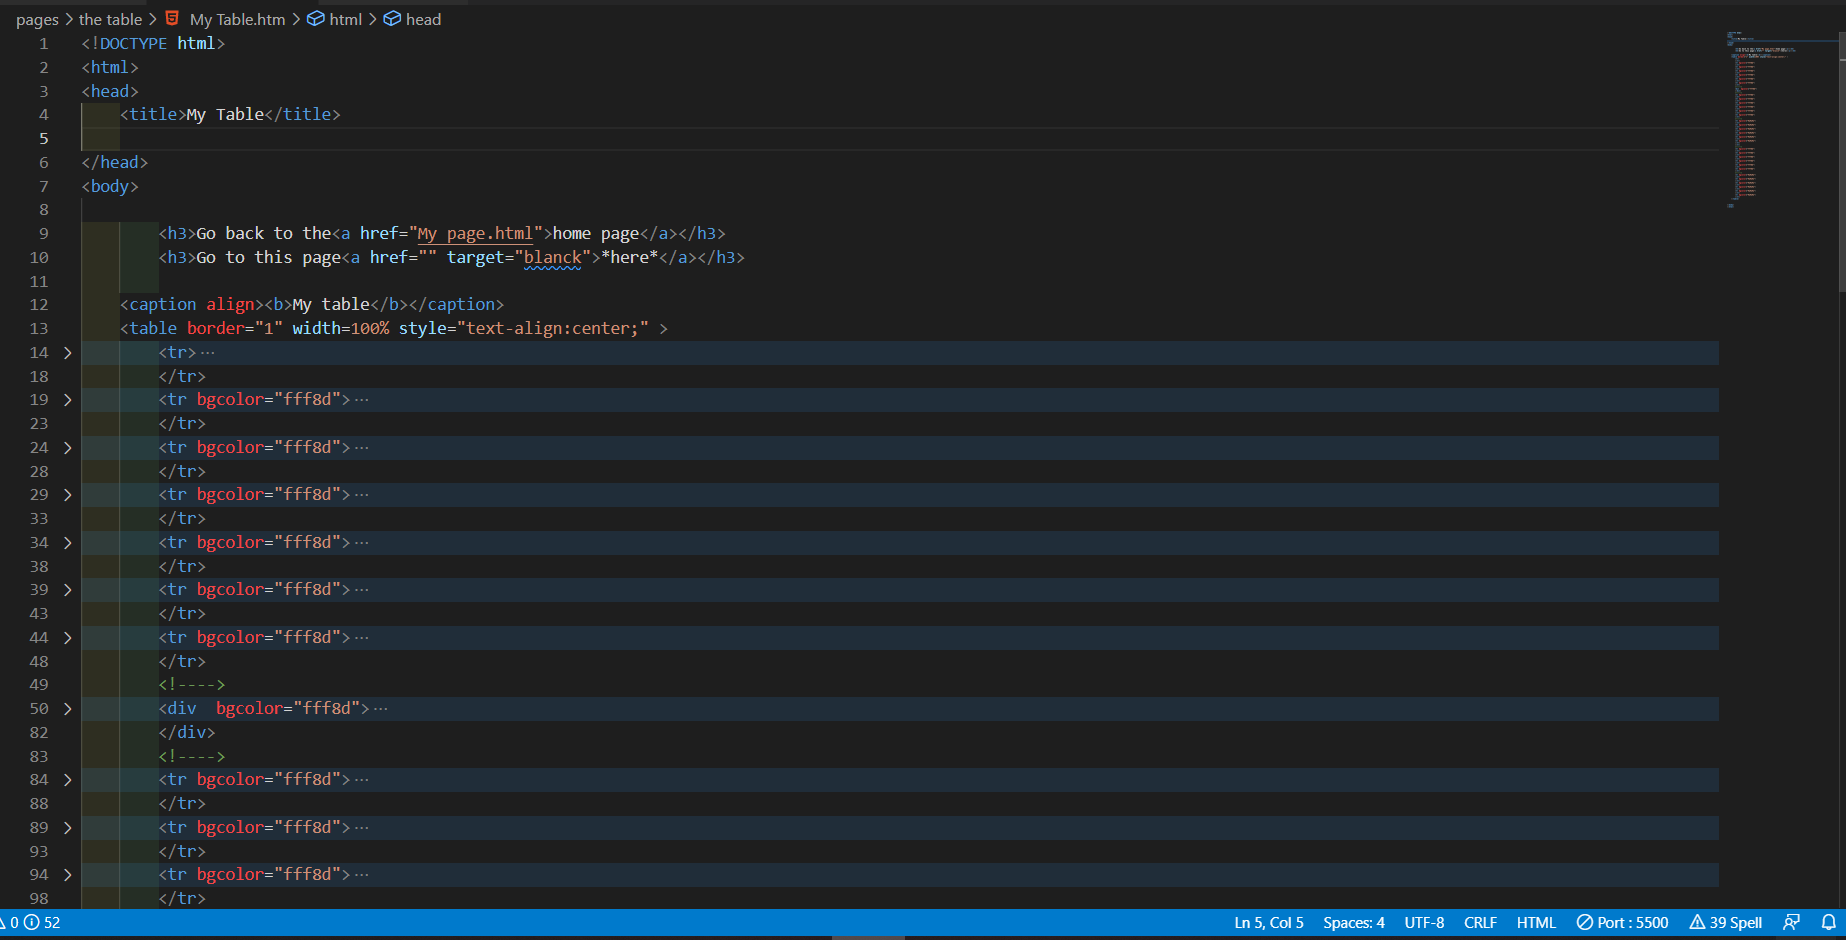 pages > the table > My Table.htm > html > head
1 <!DOCTYPE html>
2 <html>
3 <head>
4 <title>My Table</title>
5
6 </head>
7 <body>
8
9 <h3>Go back to the<a href="My page.html">home page</a></h3>
10 <h3>Go to this page<a href="" target="blanck">*here*</a></h3>
11
12 <caption align><b>My table</b></caption>
13 <table border="1" width=100% style="text-align:center;" >
14 > <tr>···
18 </tr>
19 > <tr bgcolor="fff8d">···
23 </tr>
24 > <tr bgcolor="fff8d">···
28 </tr>
29 > <tr bgcolor="fff8d">···
33 </tr>
34 > <tr bgcolor="fff8d">···
38 </tr>
39 > <tr bgcolor="fff8d">···
43 </tr>
44 > <tr bgcolor="fff8d">···
48 </tr>
49 <!---->
50 > <div  bgcolor="fff8d">···
82 </div>
83 <!---->
84 > <tr bgcolor="fff8d">···
88 </tr>
89 > <tr bgcolor="fff8d">···
93 </tr>
94 > <tr bgcolor="fff8d">···
98 </tr>
0 52 Ln 5, Col 5 Spaces: 4 UTF-8 CRLF HTML Port : 5500 39 Spell